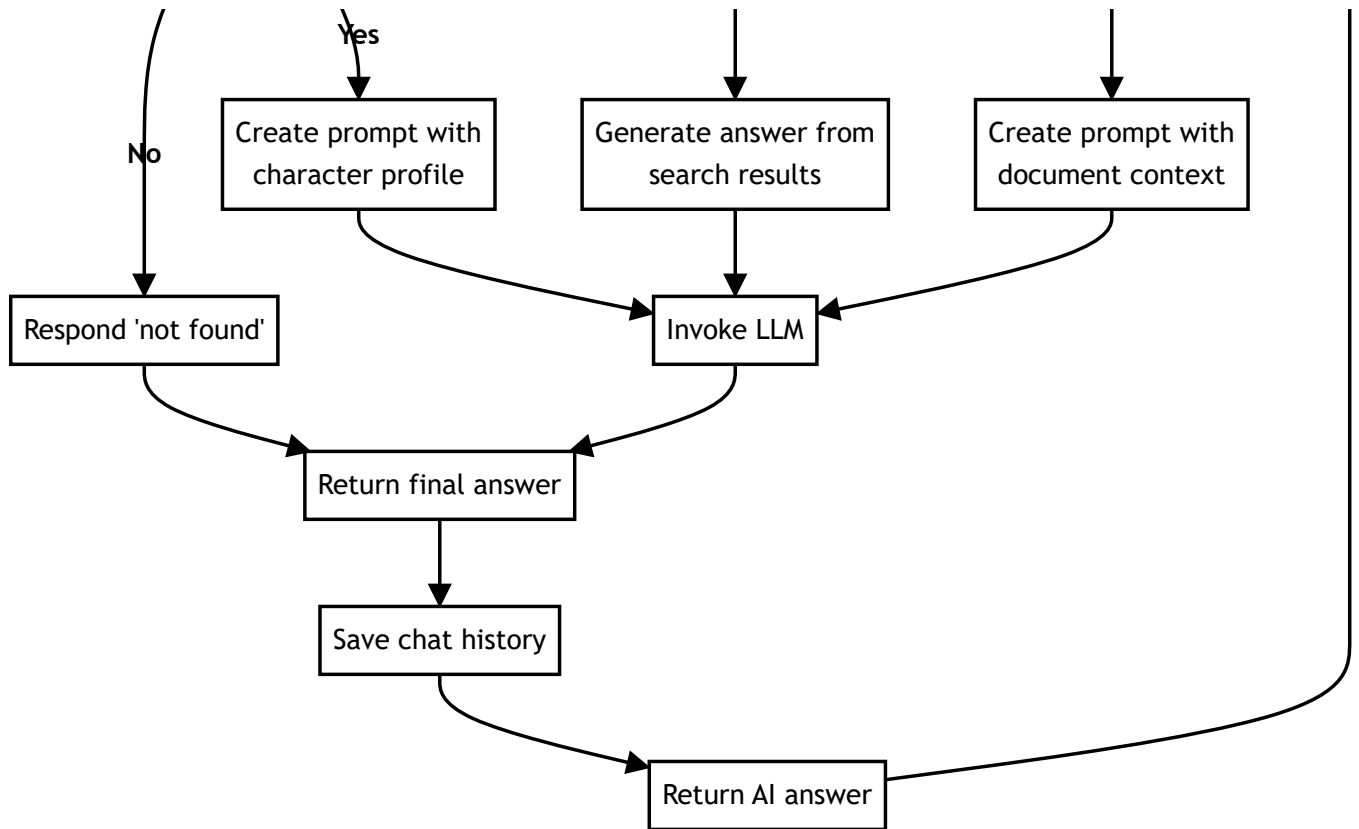 Yes
Create prompt with
character profile
Generate answer from
search results
Create prompt with
document context
No
Respond 'not found'
Invoke LLM
Return final answer
Save chat history
Return AI answer